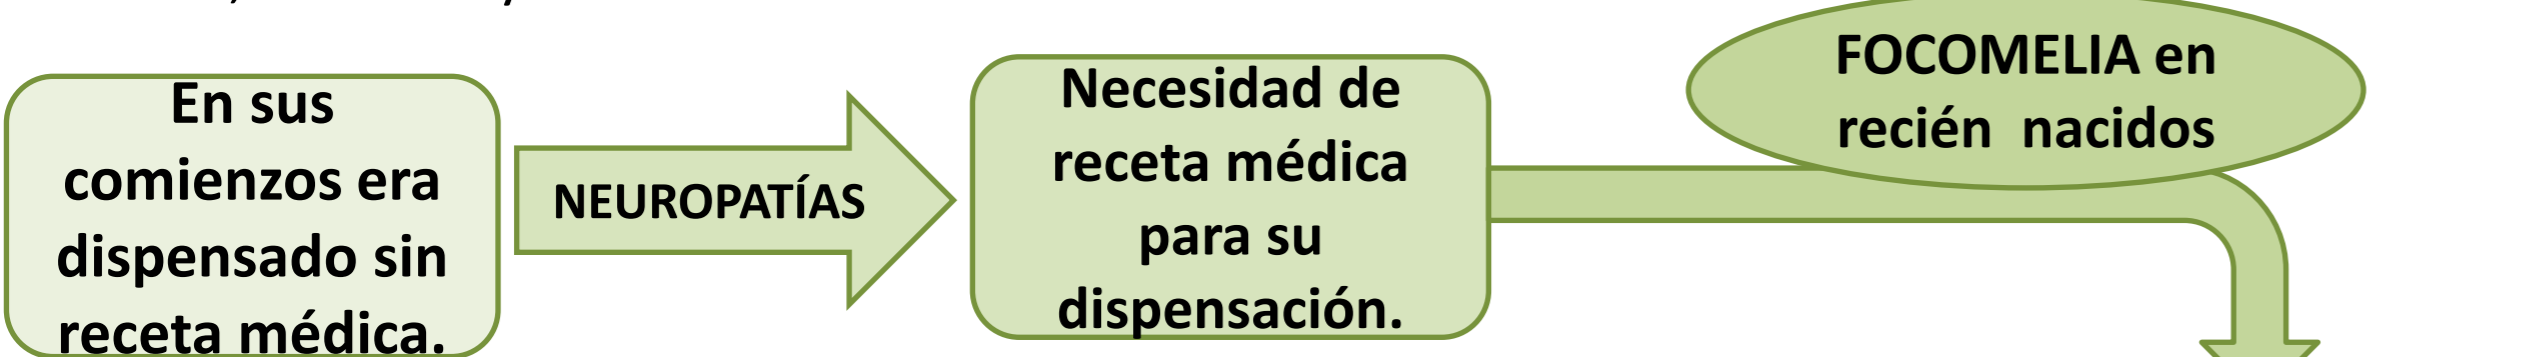 En sus
comienzos era
dispensado sin
receta médica.
NEUROPATÍAS
Necesidad de
receta médica
para su
dispensación.
FOCOMELIA en
recién nacidos